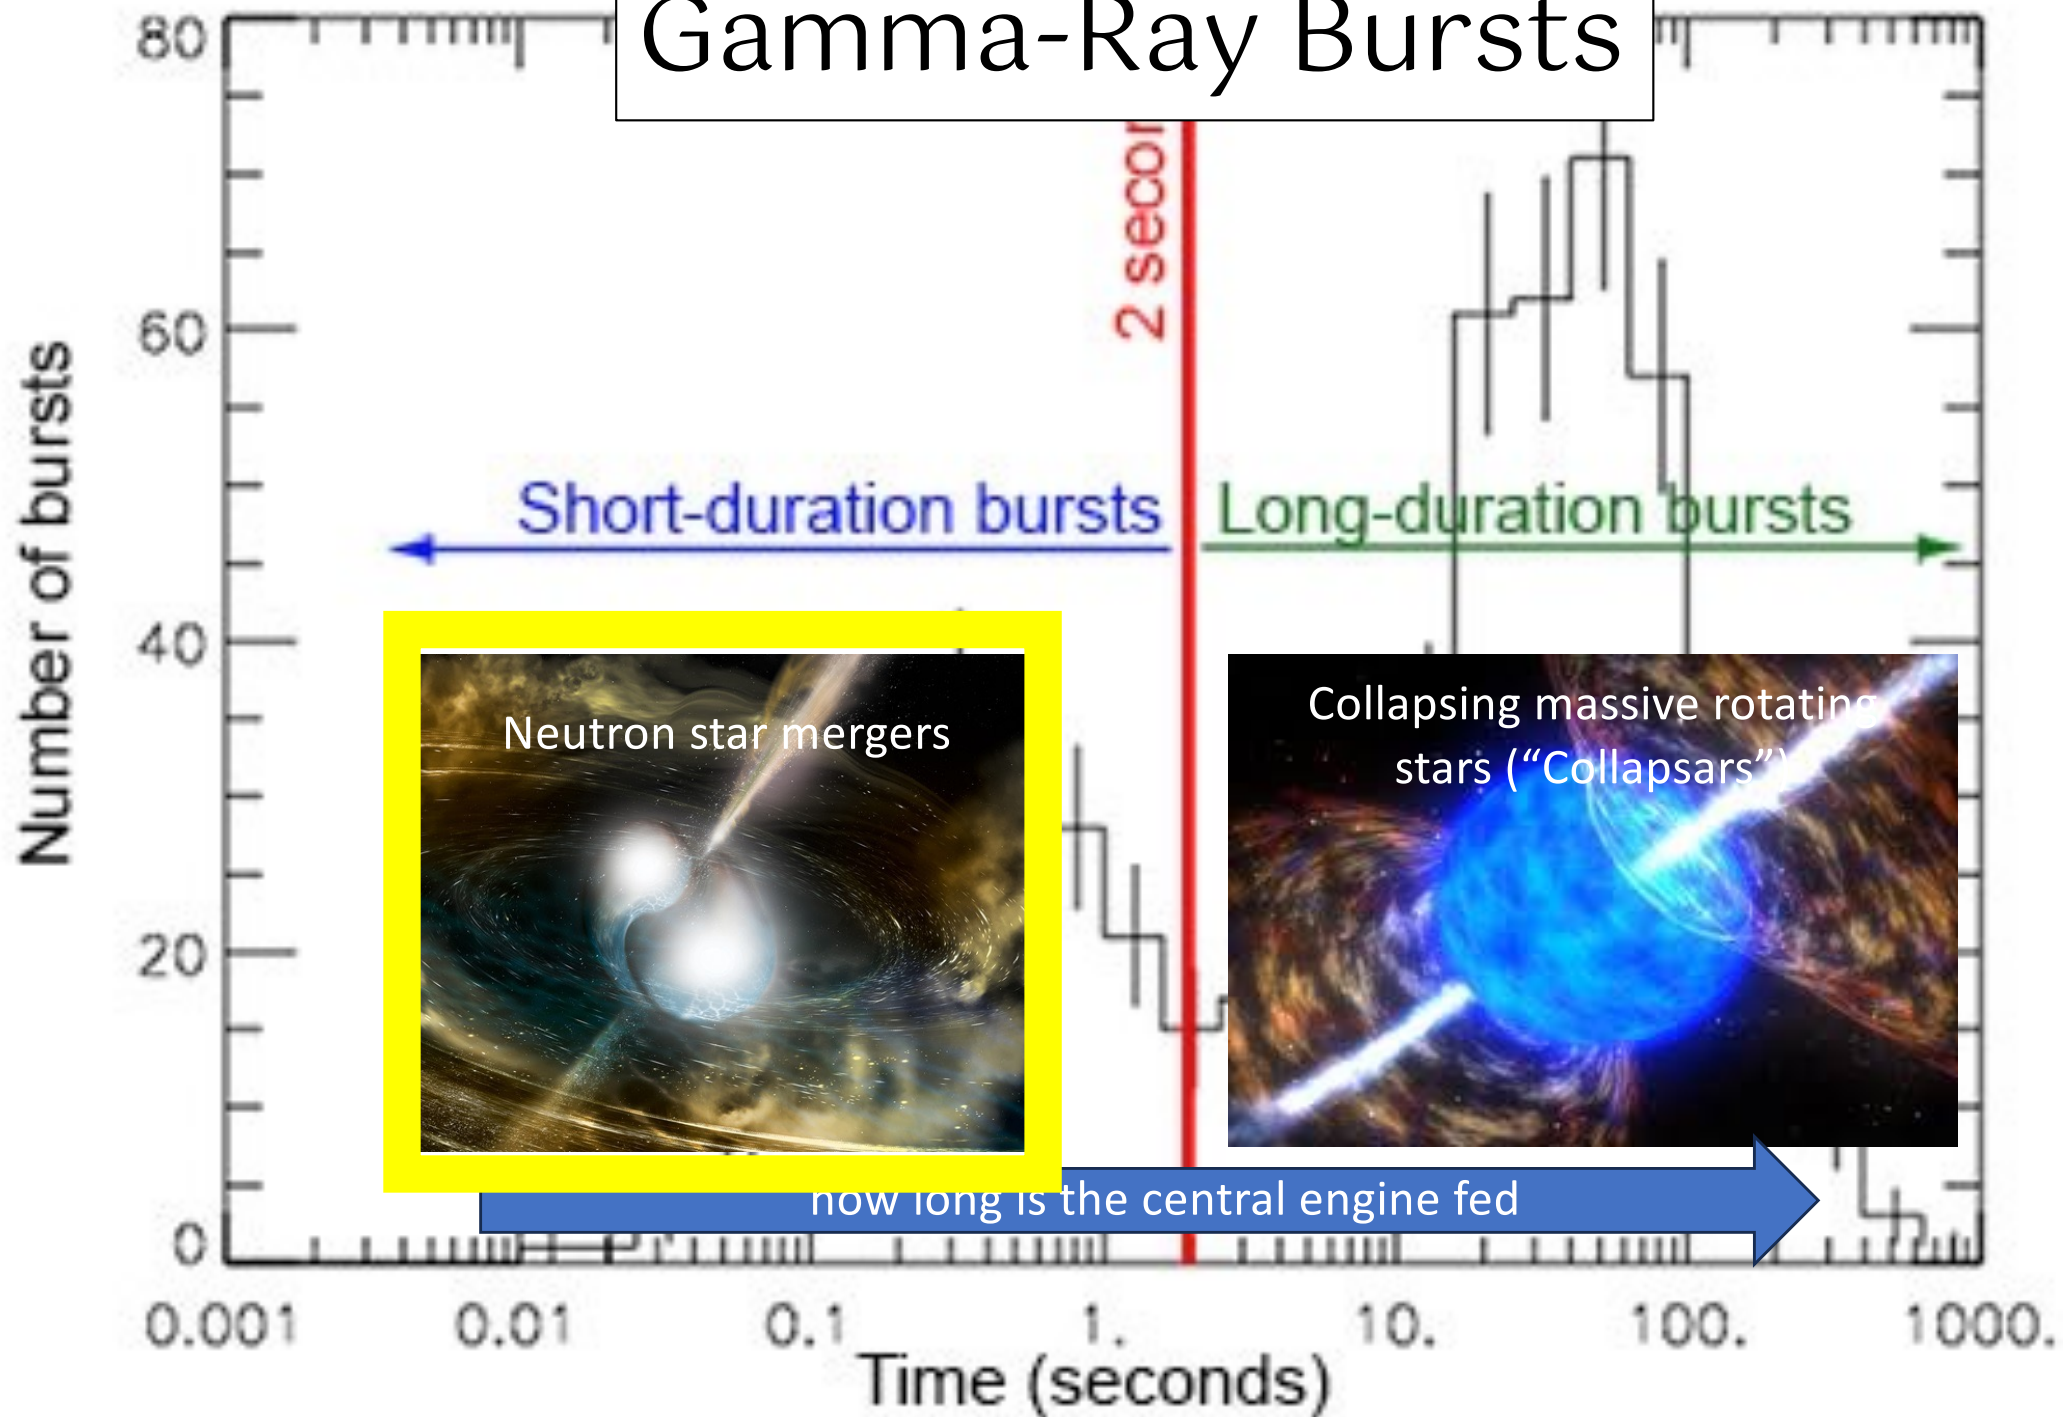 Gamma-Ray Bursts
80
60
40
20
0
Number of bursts
2
Short-duration bursts
Long-duration bursts
Neutron star mergers
Collapsing massive rotating
stars (“Collapsars”)
how long is the central engine fed
0.001 0.01 0.1 1. 10. 100. 1000.
Time (seconds)